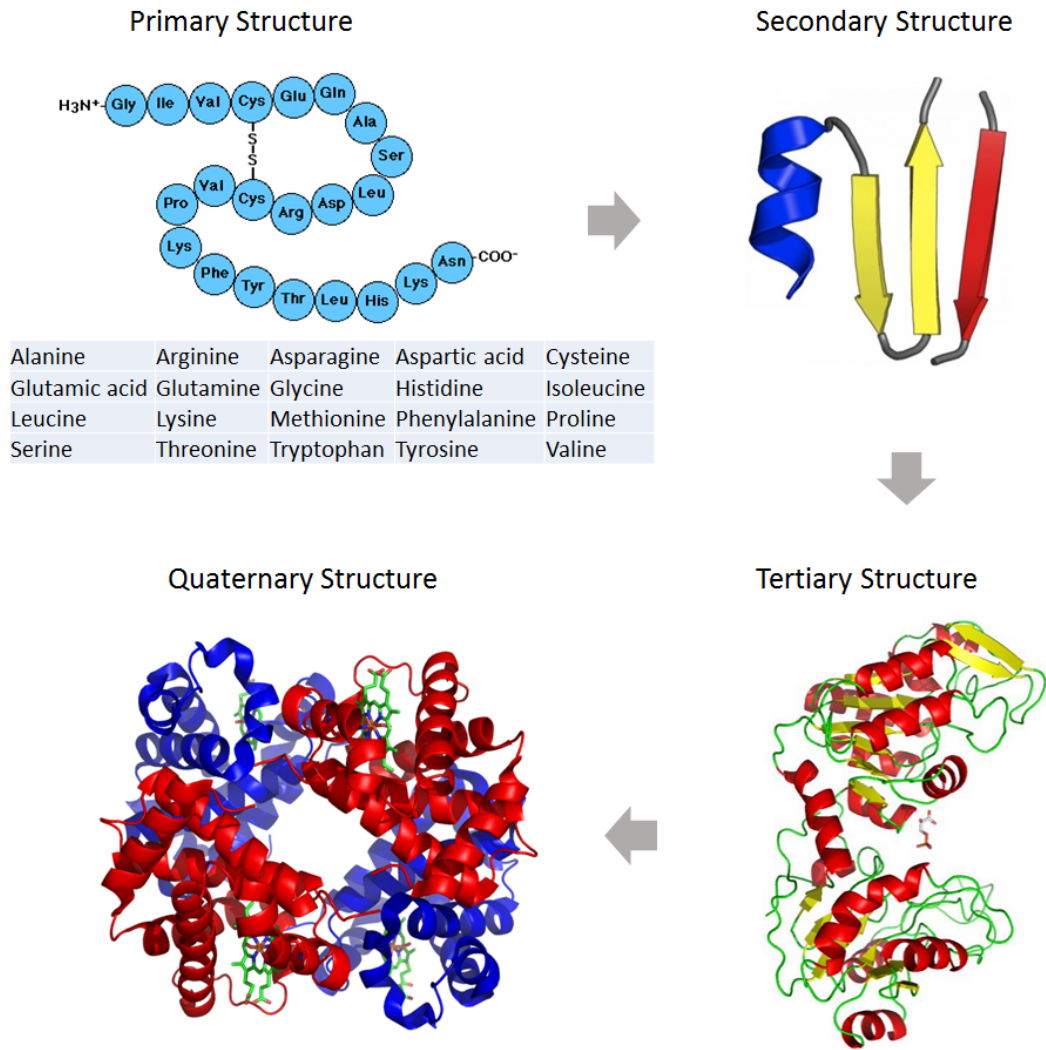 Primary Structure
Secondary Structure
H3N+- Gly Ile Val Cys Glu Gln Ala Ser Leu Asp Arg Cys Val Pro Lys Phe Tyr Thr Leu His Lys Asn -COO-
S
S
Alanine Arginine Asparagine Aspartic acid Cysteine
Glutamic acid Glutamine Glycine Histidine Isoleucine
Leucine Lysine Methionine Phenylalanine Proline
Serine Threonine Tryptophan Tyrosine Valine
Quaternary Structure
Tertiary Structure